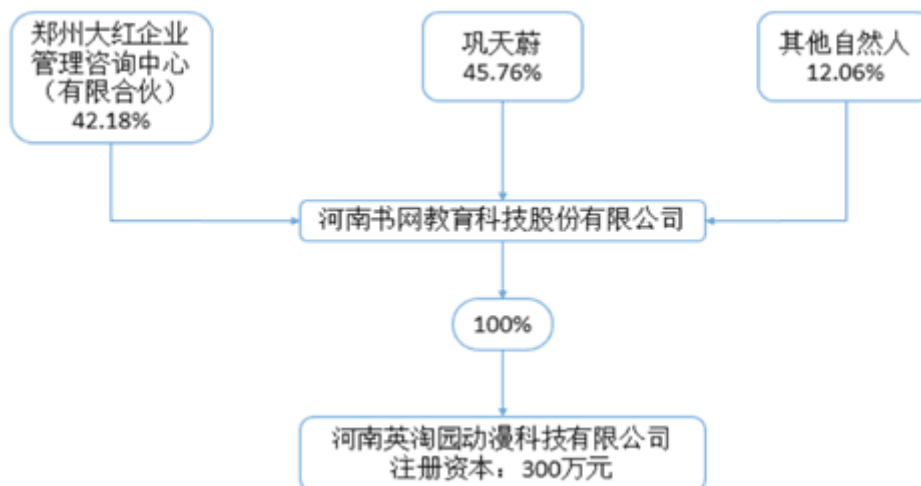 郑州大红企业
管理咨询中心
（有限合伙）
42.18%
巩天蔚
45.76%
其他自然人
12.06%
河南书网教育科技股份有限公司
100%
河南英淘园动漫科技有限公司
注册资本：300万元